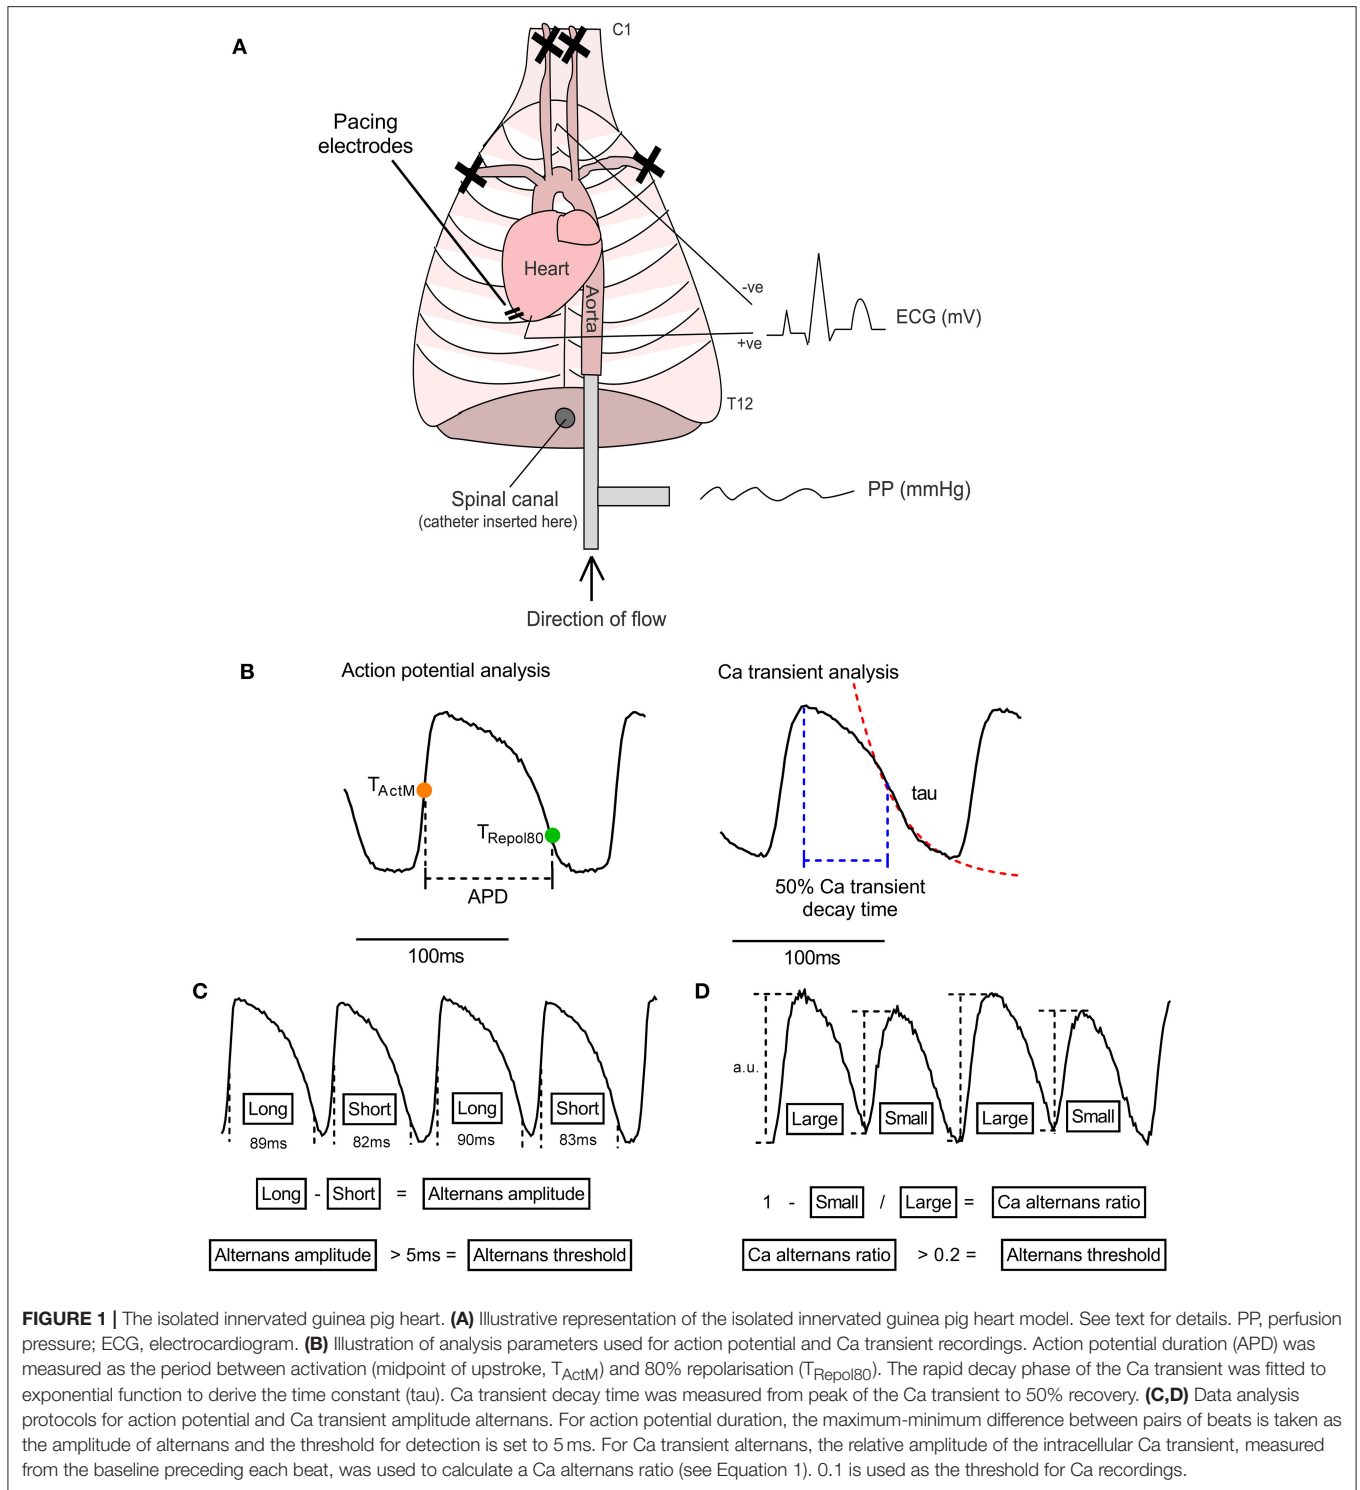 A
C1
Pacing
electrodes
Heart
Aorta
-ve
+ve
ECG (mV)
T12
Spinal canal
(catheter inserted here)
PP (mmHg)
Direction of flow
B
Action potential analysis
TActM
TRepol80
APD
100ms
Ca transient analysis
tau
50% Ca transient
decay time
100ms
C
Long
Short
Long
Short
89ms
82ms
90ms
83ms
Long - Short = Alternans amplitude
Alternans amplitude > 5ms = Alternans threshold
D
a.u.
Large
Small
Large
Small
1 - Small / Large = Ca alternans ratio
Ca alternans ratio > 0.2 = Alternans threshold
FIGURE 1 | The isolated innervated guinea pig heart. (A) Illustrative representation of the isolated innervated guinea pig heart model. See text for details. PP, perfusion
pressure; ECG, electrocardiogram. (B) Illustration of analysis parameters used for action potential and Ca transient recordings. Action potential duration (APD) was
measured as the period between activation (midpoint of upstroke, TActM) and 80% repolarisation (TRepol80). The rapid decay phase of the Ca transient was fitted to
exponential function to derive the time constant (tau). Ca transient decay time was measured from peak of the Ca transient to 50% recovery. (C,D) Data analysis
protocols for action potential and Ca transient amplitude alternans. For action potential duration, the maximum-minimum difference between pairs of beats is taken as
the amplitude of alternans and the threshold for detection is set to 5 ms. For Ca transient alternans, the relative amplitude of the intracellular Ca transient, measured
from the baseline preceding each beat, was used to calculate a Ca alternans ratio (see Equation 1). 0.1 is used as the threshold for Ca recordings.